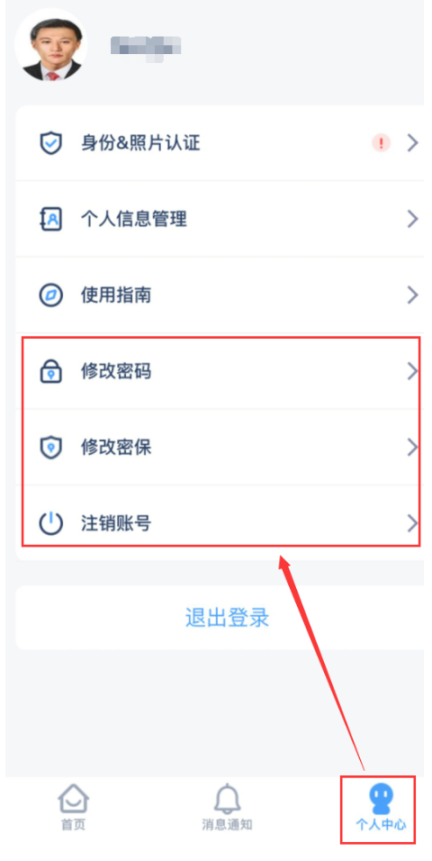 身份&照片认证
个人信息管理
使用指南
修改密码
修改密保
注销账号
退出登录
首页
消息通知
个人中心